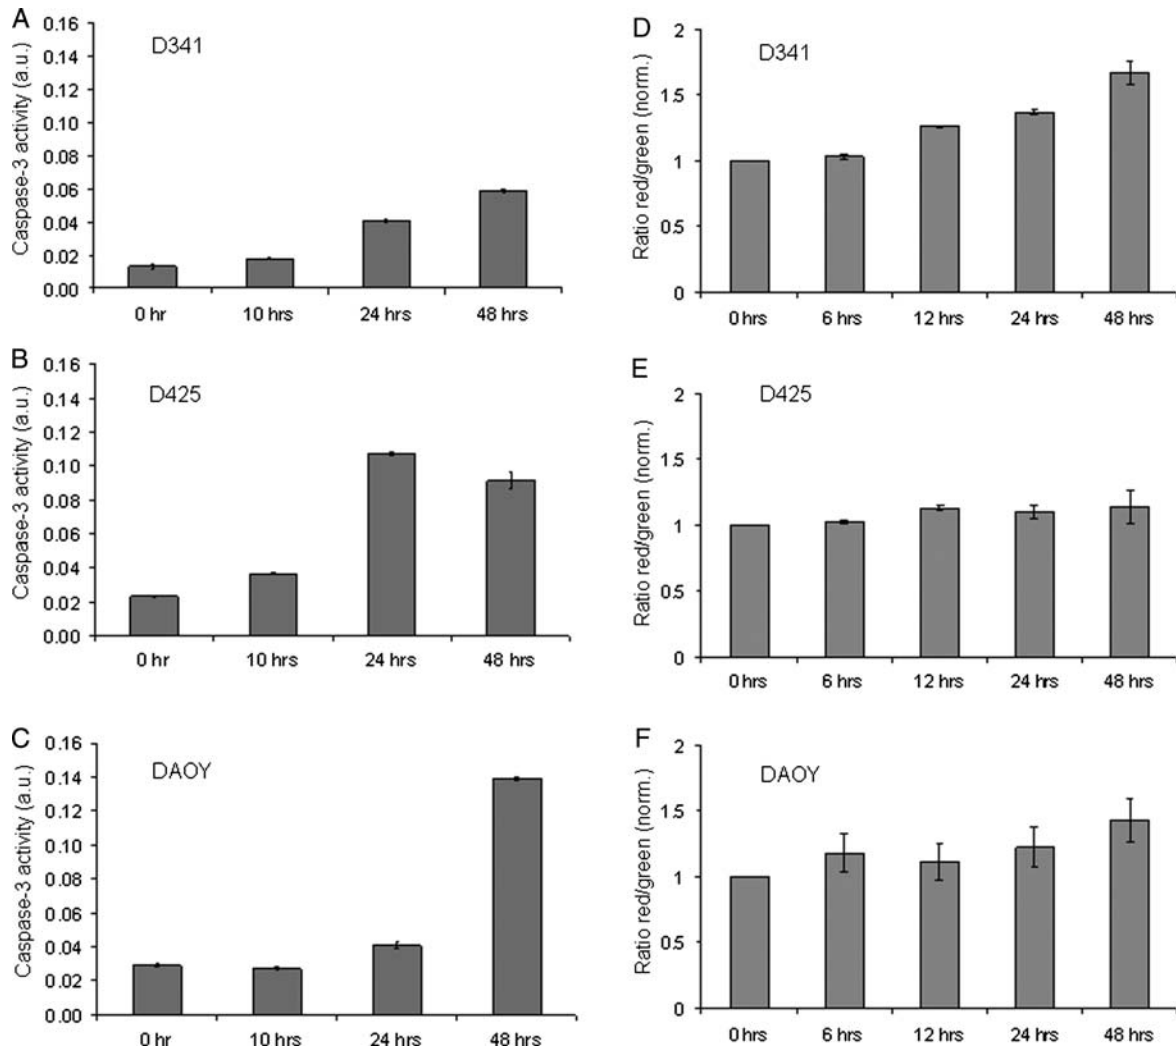 A
D341
Caspase-3 activity (a.u.)
0.16
0.14
0.12
0.10
0.08
0.06
0.04
0.02
0.00
0 hr 10 hrs 24 hrs 48 hrs
B
D425
Caspase-3 activity (a.u.)
0.16
0.14
0.12
0.10
0.08
0.06
0.04
0.02
0.00
0 hr 10 hrs 24 hrs 48 hrs
C
DAOY
Caspase-3 activity (a.u.)
0.16
0.14
0.12
0.10
0.08
0.06
0.04
0.02
0.00
0 hr 10 hrs 24 hrs 48 hrs
D
D341
Ratio red/green (norm.)
2
1.5
1
0.5
0
0 hrs 6 hrs 12 hrs 24 hrs 48 hrs
E
D425
Ratio red/green (norm.)
2
1.5
1
0.5
0
0 hrs 6 hrs 12 hrs 24 hrs 48 hrs
F
DAOY
Ratio red/green (norm.)
2
1.5
1
0.5
0
0 hrs 6 hrs 12 hrs 24 hrs 48 hrs